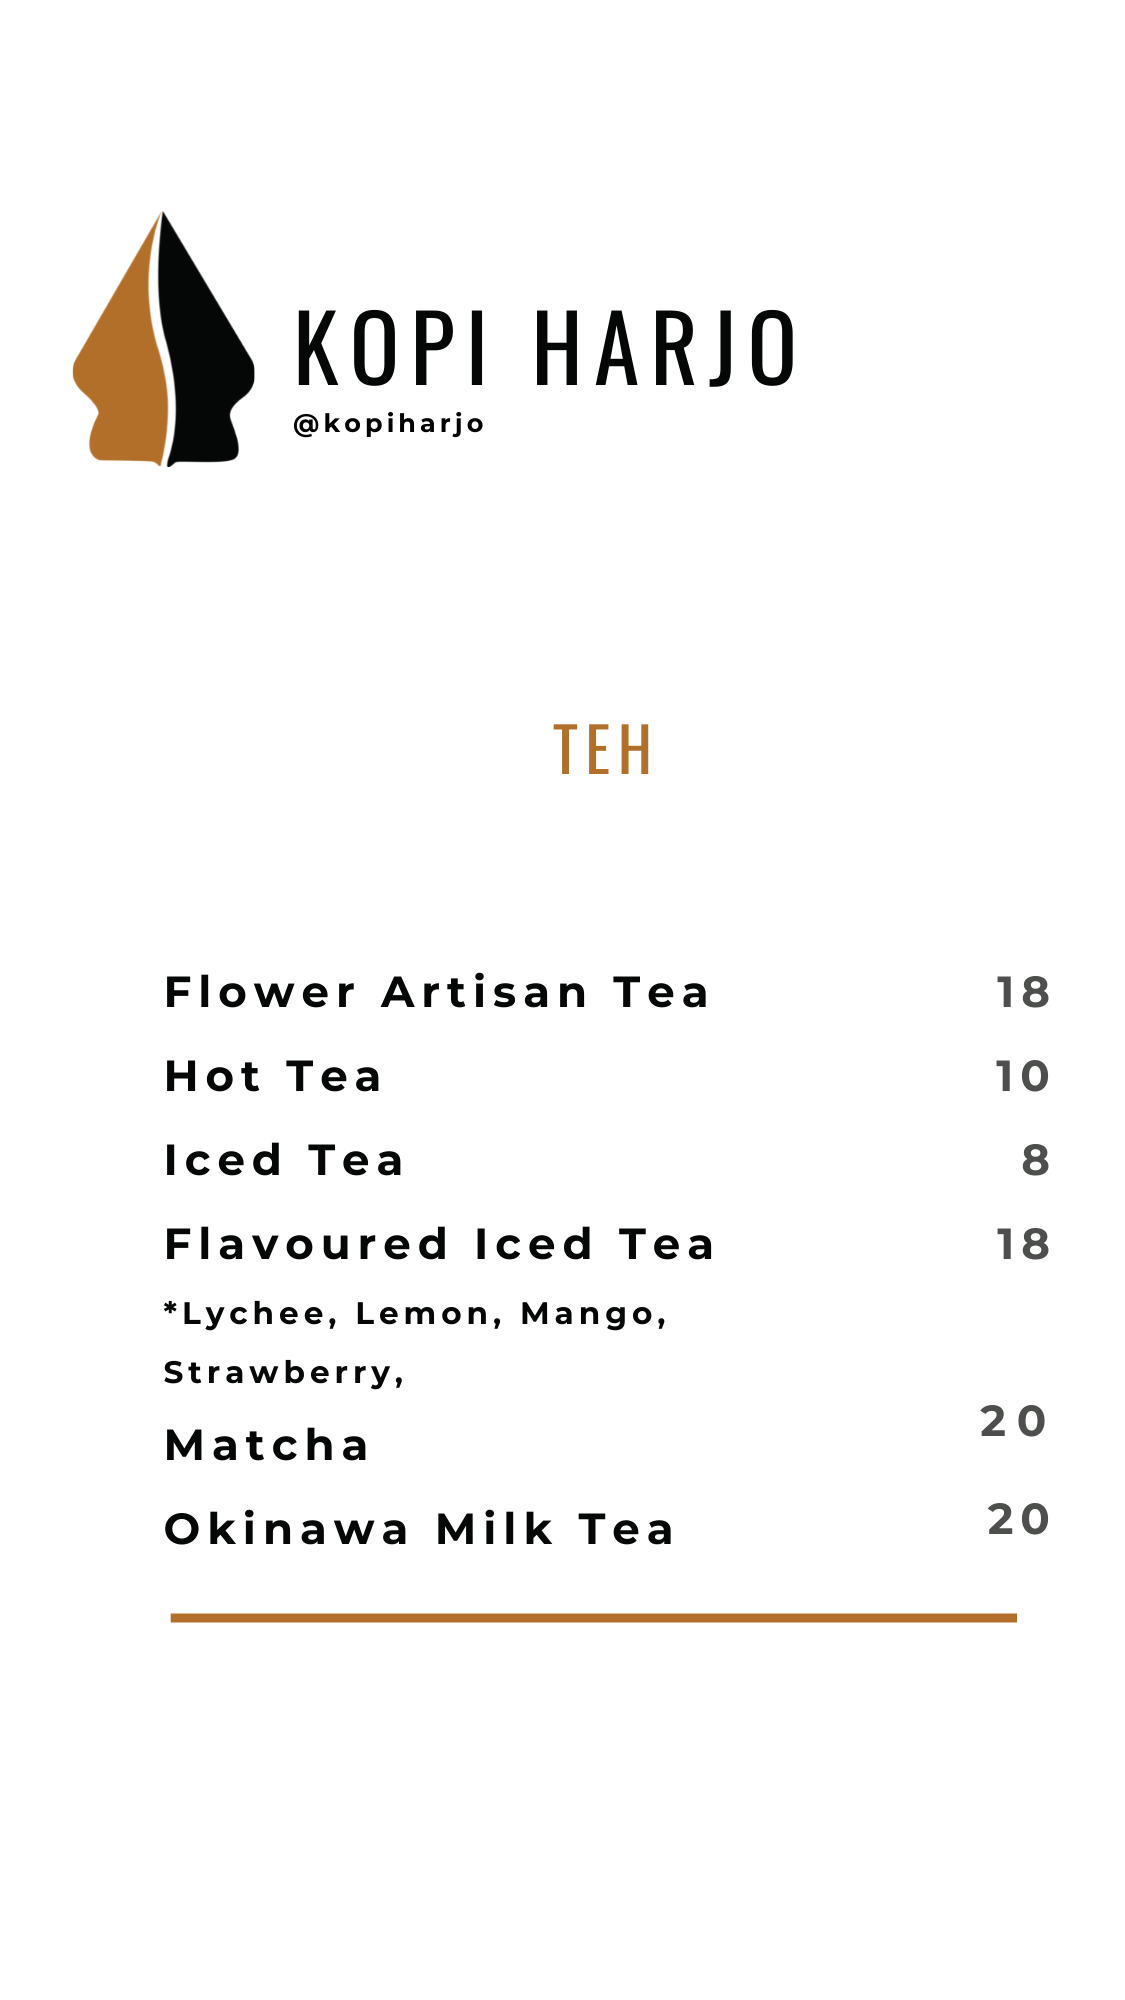 KOPI HARJO
@kopiharjo
TEH
Flower Artisan Tea 18
Hot Tea 10
Iced Tea 8
Flavoured Iced Tea 18
*Lychee, Lemon, Mango,
Strawberry,
Matcha 20
Okinawa Milk Tea 20